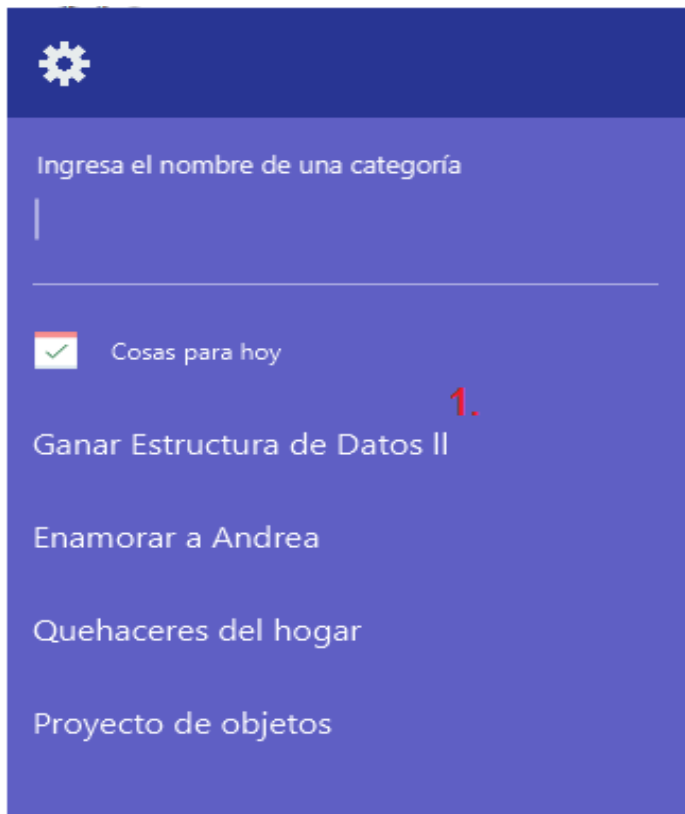 Ingresa el nombre de una categoría
Cosas para hoy
1.
Ganar Estructura de Datos ll
Enamorar a Andrea
Quehaceres del hogar
Proyecto de objetos